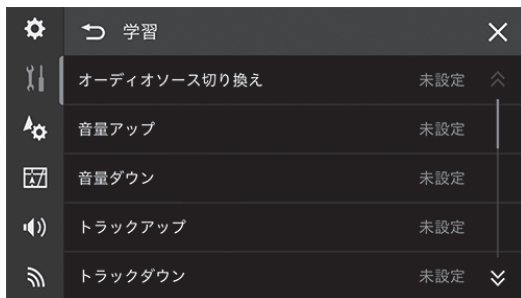 学習
オーディオソース切り換え 未設定
音量アップ 未設定
音量ダウン 未設定
トラックアップ 未設定
トラックダウン 未設定